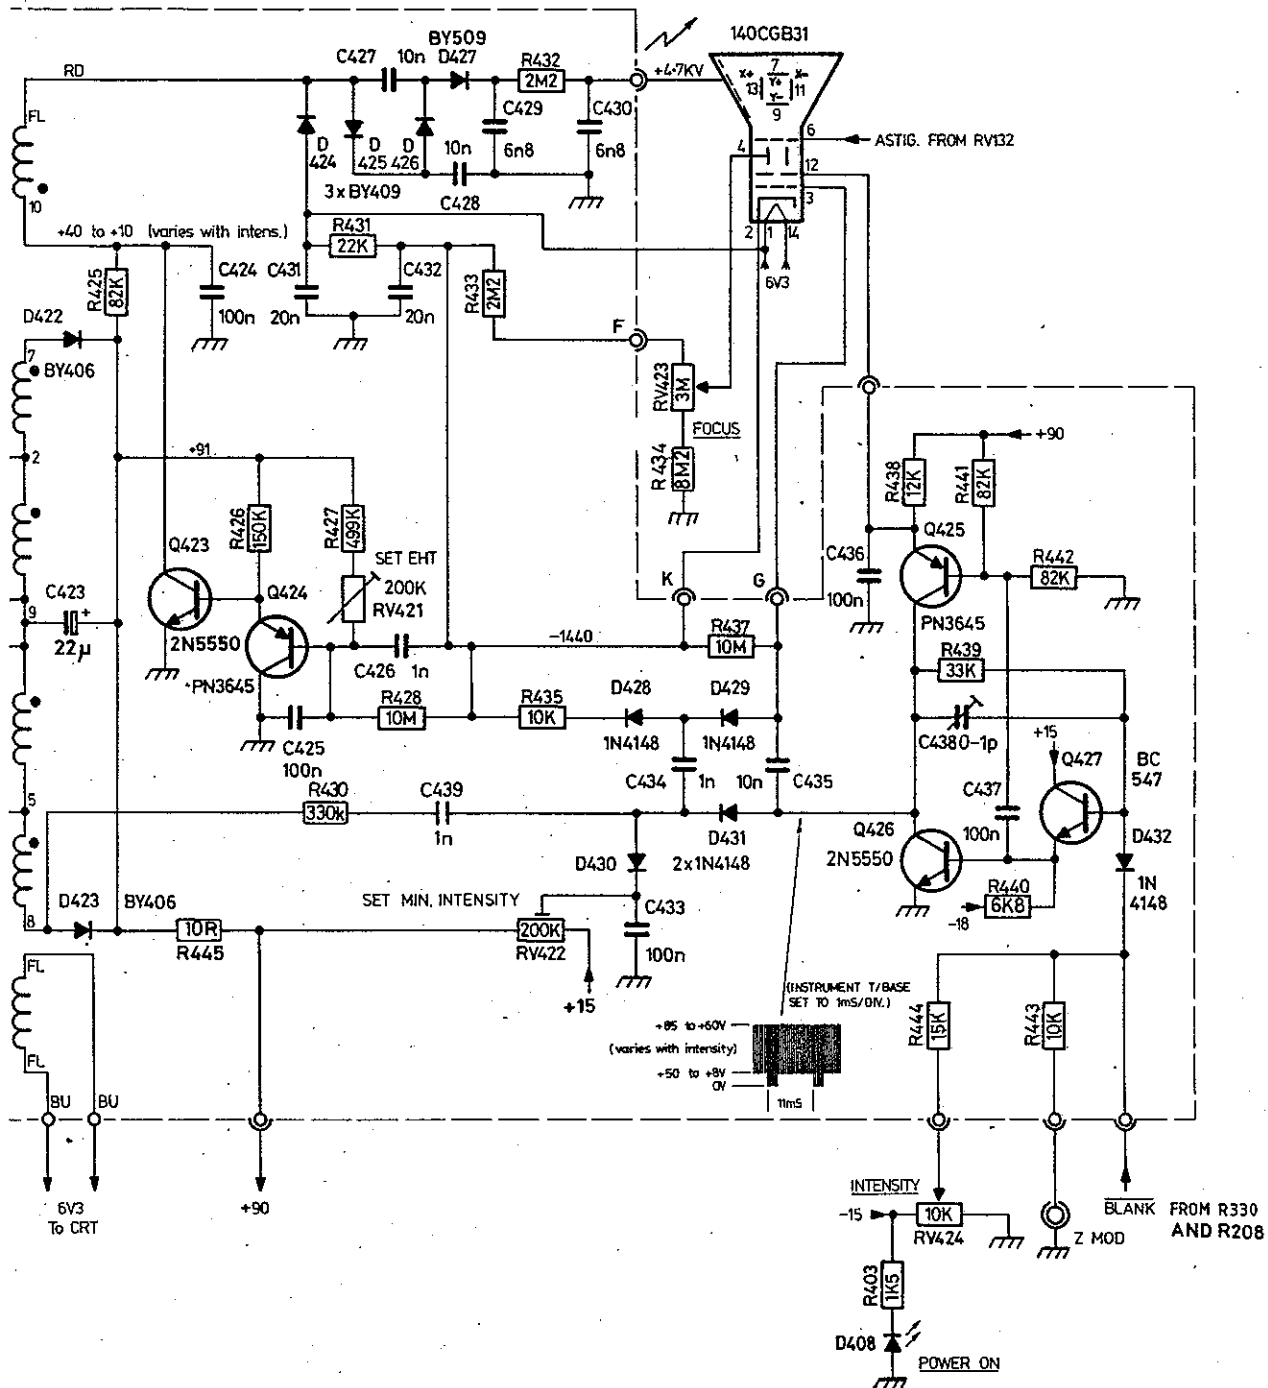 140CGB31
BY509
C427 10n D427 R432
2M2
RD
+4·7KV
X+ 7 X-
13 Y+ 11
Y-
9
FL
C429
C430
6n8
6n8
D
424
D
425
D
426
10n
C428
3 x BY409
4
6
ASTIG. FROM RV132
12
3
2 1 14
6V3
10
+40 to +10 (varies with intens.)
R425
82K
C424
100n
C431
20n
R431
22K
C432
20n
R433
2M2
F
D422
7
BY406
RV423
3M
FOCUS
R434
8M2
2
+91
+90
R438
12K
R441
82K
R426
150K
R427
499K
Q423
SET EHT
200K
RV421
Q424
Q425
C436
100n
R442
82K
K
G
C423
9
+
22µ
2N5550
PN3645
C426 1n
-1440
R437
10M
PN3645
R439
33K
C425
100n
R428
10M
R435
10K
D428
1N4148
D429
1N4148
C438 0-1p
+15
Q427
BC
547
C434
1n
10n
C435
C437
100n
5
R430
330k
C439
1n
D431
2x1N4148
Q426
2N5550
D432
1N
4148
D430
R440
6K8
-18
SET MIN. INTENSITY
D423
BY406
8
10R
R445
200K
RV422
C433
100n
+15
(INSTRUMENT T/BASE
SET TO 1mS/DIV.)
+85 to +60V
(varies with intensity)
+50 to +8V
0V
11mS
R444
15K
R443
10K
FL
FL
BU
BU
6V3
To CRT
+90
INTENSITY
-15
10K
RV424
Z MOD
BLANK FROM R330
AND R208
R403
1K5
D408
POWER ON